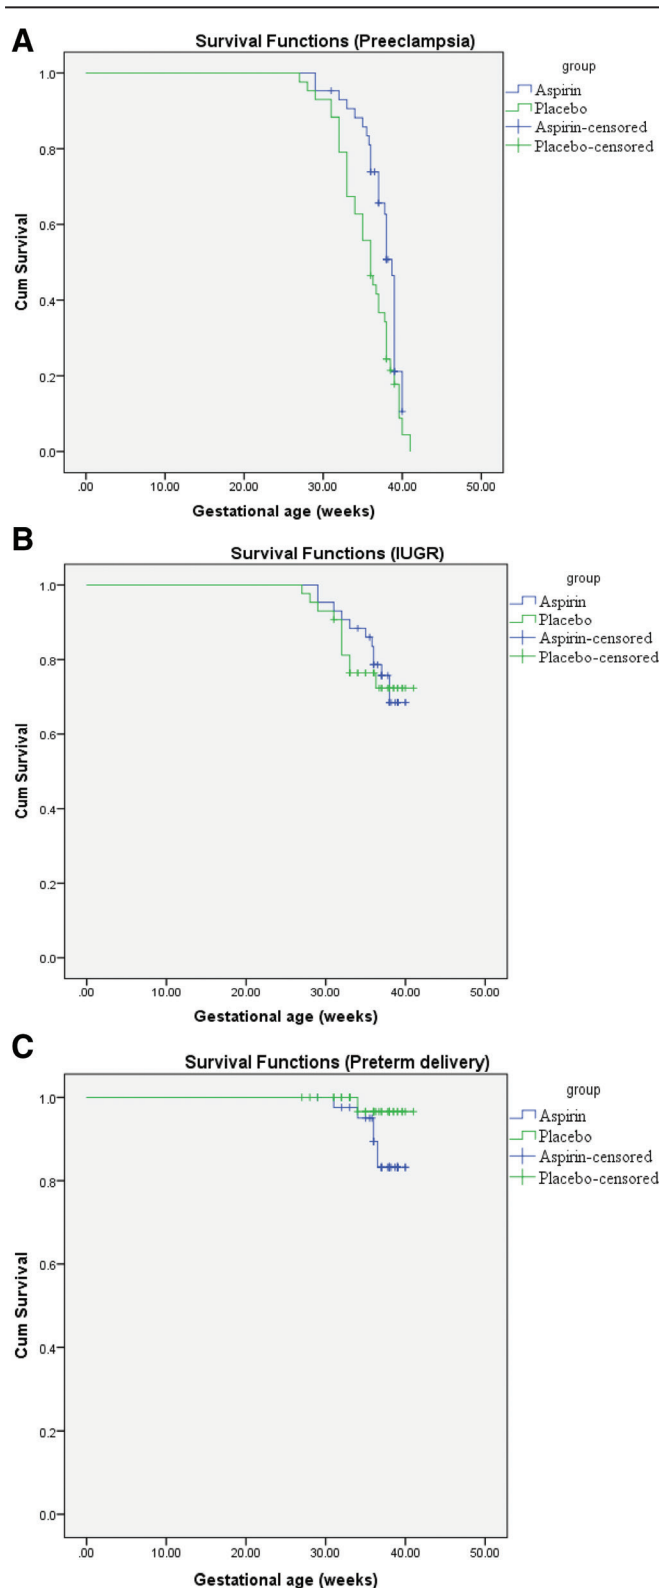 A
Survival Functions (Preeclampsia)
group
Aspirin
Placebo
Aspirin-censored
Placebo-censored
1.0
0.8
0.6
0.4
0.2
0.0
Cum Survival
.00 10.00 20.00 30.00 40.00 50.00
Gestational age (weeks)
B
Survival Functions (IUGR)
group
Aspirin
Placebo
Aspirin-censored
Placebo-censored
1.0
0.8
0.6
0.4
0.2
0.0
Cum Survival
.00 10.00 20.00 30.00 40.00 50.00
Gestational age (weeks)
C
Survival Functions (Preterm delivery)
group
Aspirin
Placebo
Aspirin-censored
Placebo-censored
1.0
0.8
0.6
0.4
0.2
0.0
Cum Survival
.00 10.00 20.00 30.00 40.00 50.00
Gestational age (weeks)